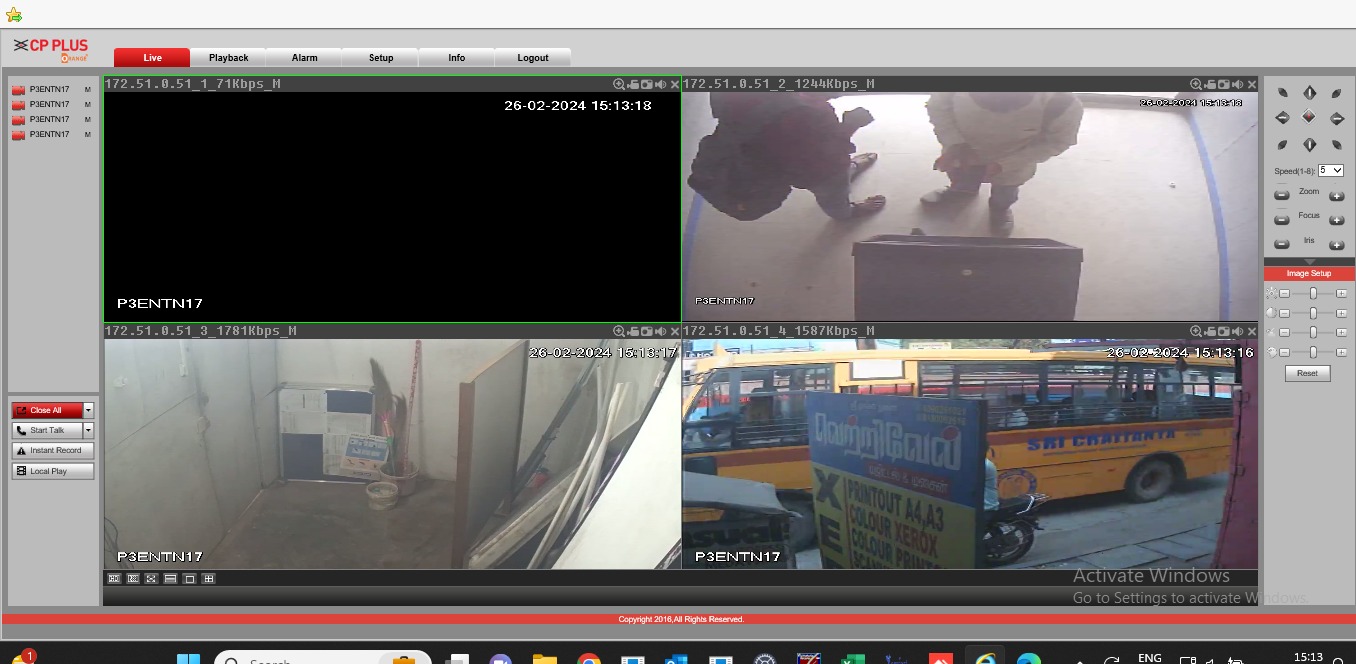 CP PLUS
ORANGE
Live
Playback
Alarm
Setup
Info
Logout
P3ENTN17 M
P3ENTN17 M
P3ENTN17 M
P3ENTN17 M
172.51.0.51_1_71Kbps_M
26-02-2024 15:13:18
P3ENTN17
172.51.0.51_2_1244Kbps_M
26-02-2024 15:13:18
P3ENTN17
172.51.0.51_3_1781Kbps_M
26-02-2024 15:13:17
P3ENTN17
172.51.0.51_4_1587Kbps_M
26-02-2024 15:13:16
SRI CHAITANYA
வெற்றிவேல்
X
E
PRINTOUT A4,A3
COLOUR XEROX
COLOUR PRINT
P3ENTN17
Speed(1-8): 5
Zoom
Focus
Iris
Image Setup
Reset
Close All
Start Talk
Instant Record
Local Play
Activate Windows
Go to Settings to activate Windows.
Copyright 2016,All Rights Reserved.
1
Search
ENG
15:13